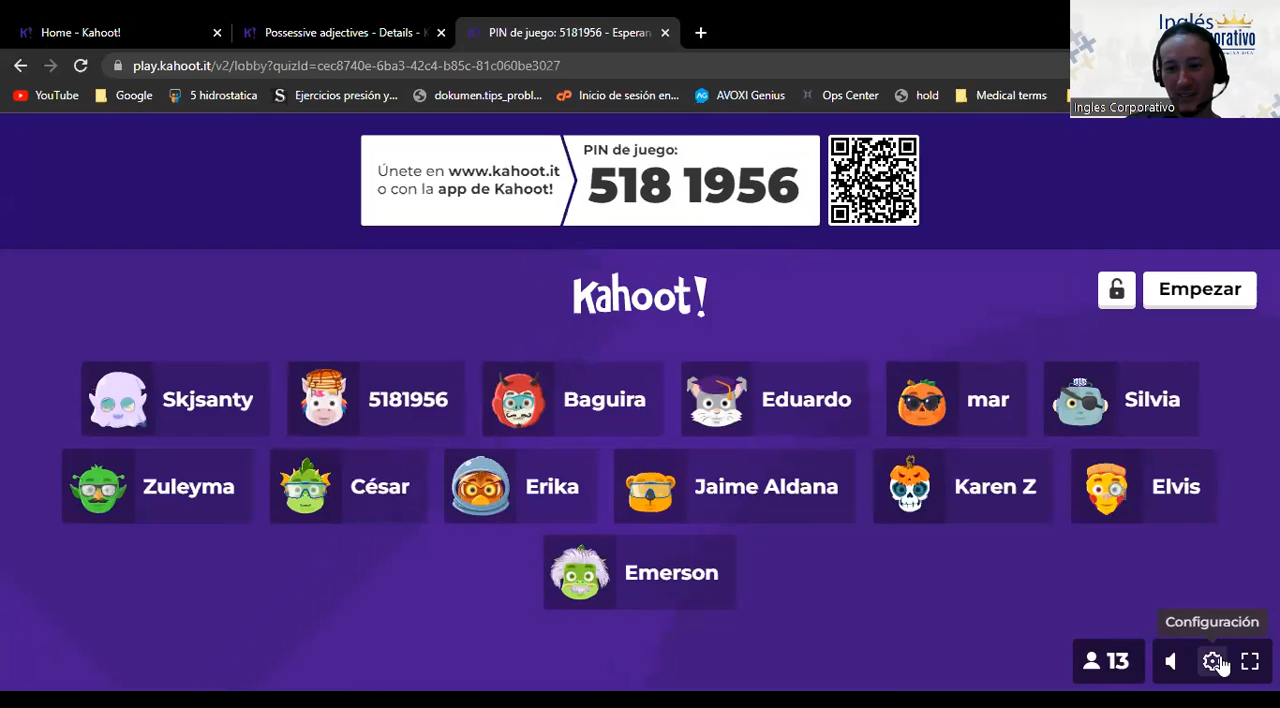 Home - Kahoot!
Possessive adjectives - Details - K
PIN de juego: 5181956 - Esperan
play.kahoot.it/v2/lobby?quizId=cec8740e-6ba3-42c4-b85c-81c060be3027
YouTube
Google
5 hidrostatica
Ejercicios presión y...
dokumen.tips_probl...
Inicio de sesión en...
AVOXI Genius
Ops Center
hold
Medical terms
Inglés
Ingles Corporativo
Únete en www.kahoot.it
o con la app de Kahoot!
PIN de juego:
518 1956
Kahoot!
Empezar
Skjsanty
5181956
Baguira
Eduardo
mar
Silvia
Zuleyma
César
Erika
Jaime Aldana
Karen Z
Elvis
Emerson
Configuración
13